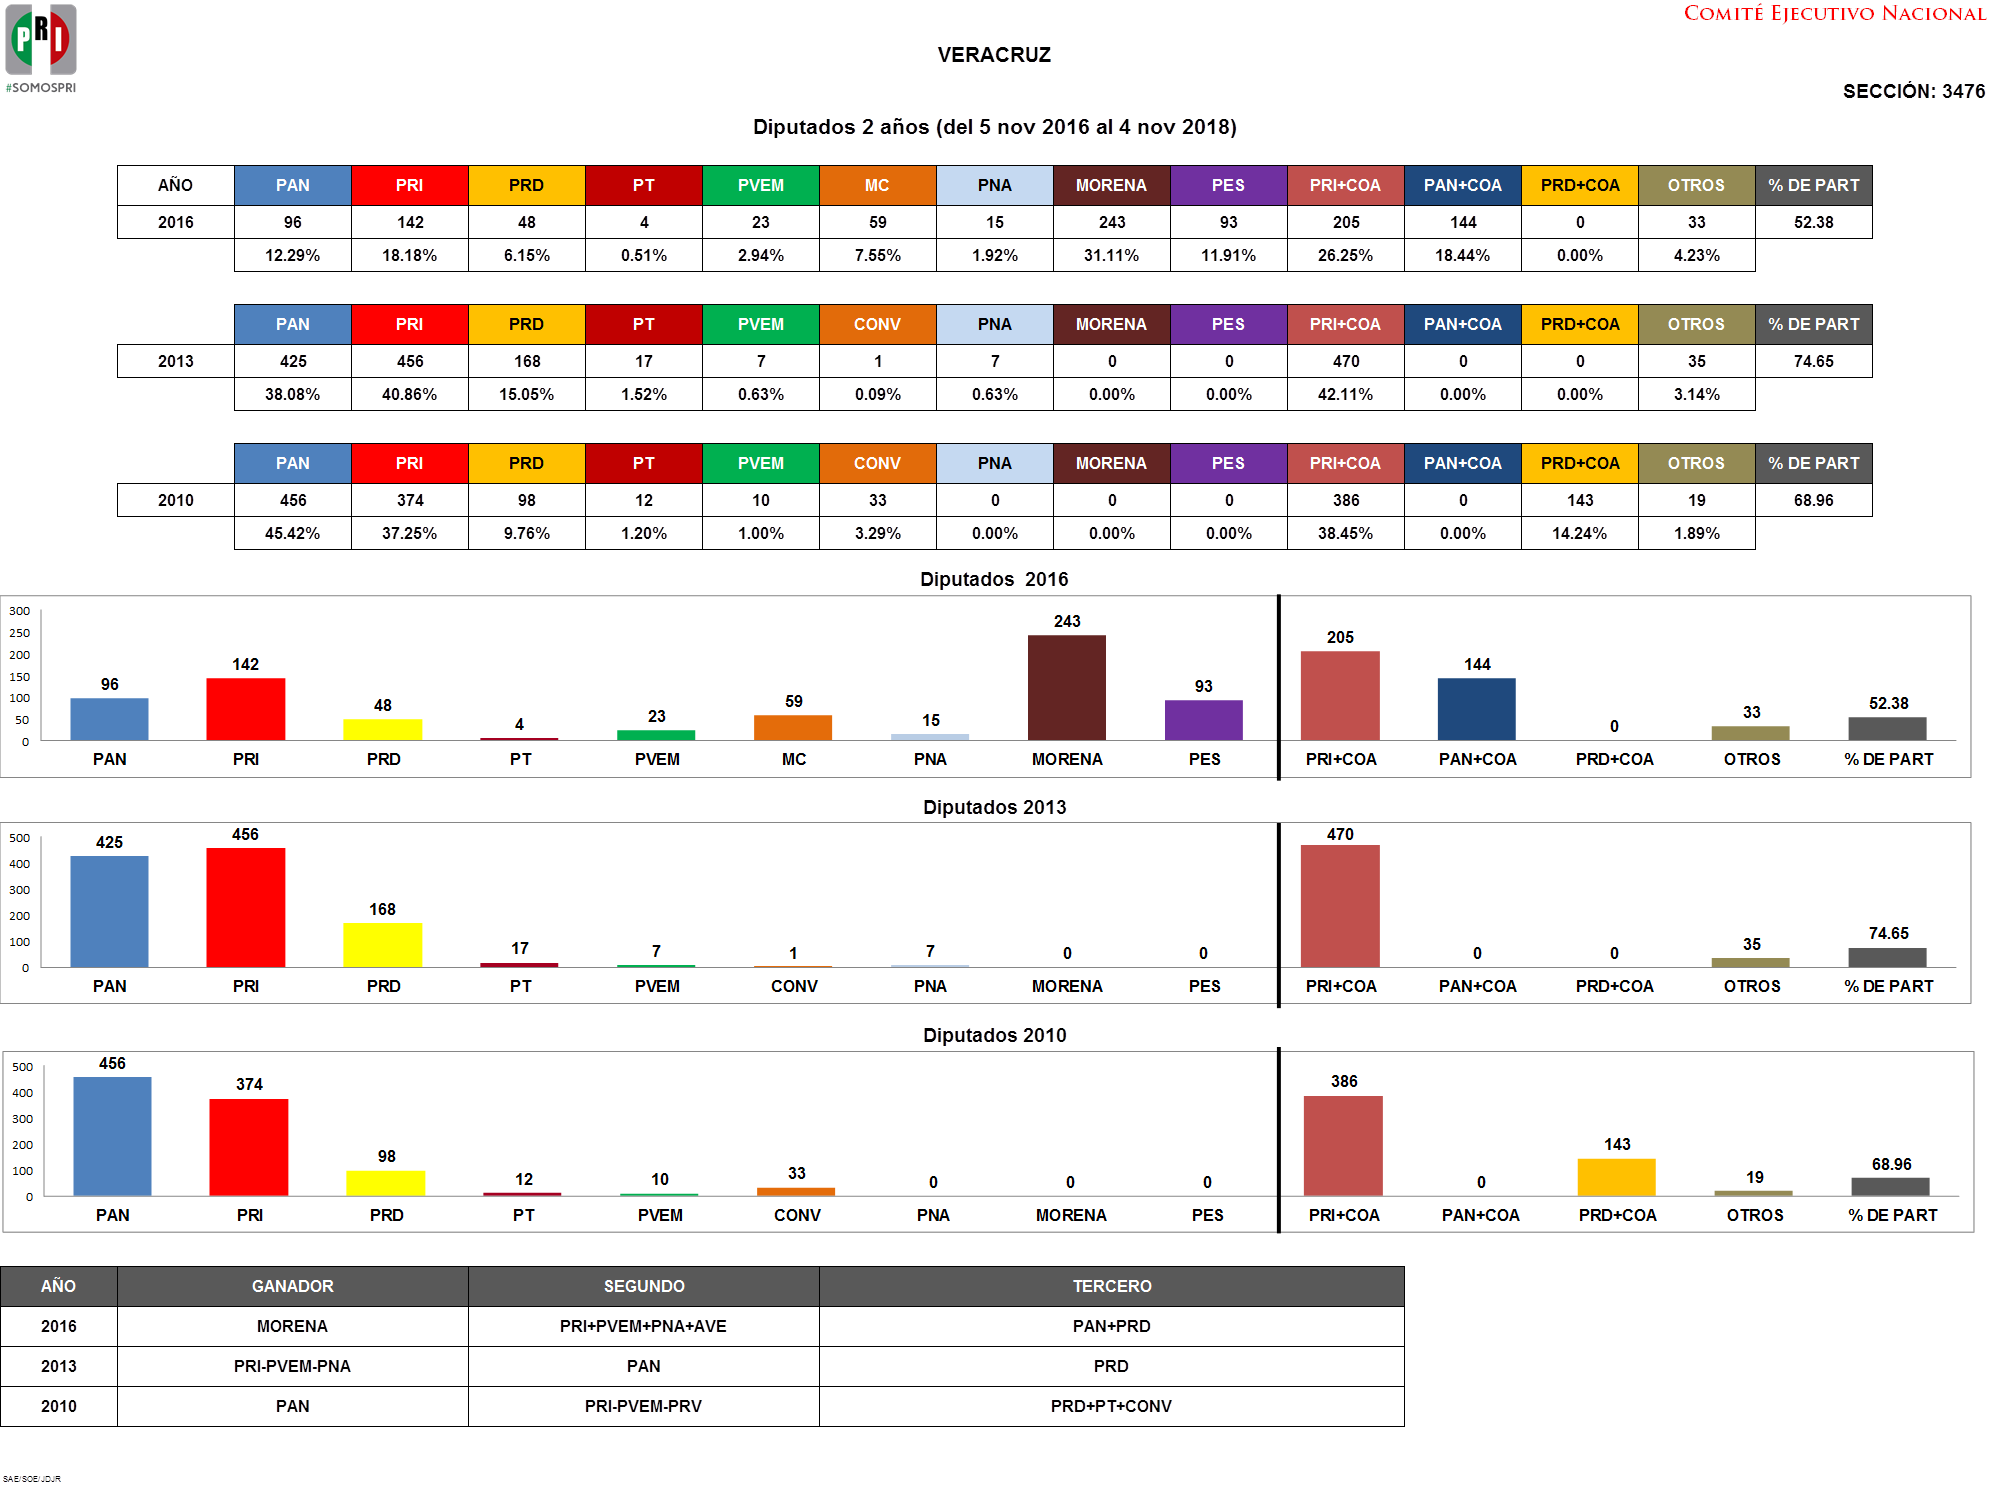 PRI
#SOMOSPRI
COMITÉ EJECUTIVO NACIONAL
VERACRUZ
SECCIÓN: 3476
Diputados 2 años (del 5 nov 2016 al 4 nov 2018)
AÑO PAN PRI PRD PT PVEM MC PNA MORENA PES PRI+COA PAN+COA PRD+COA OTROS % DE PART
2016 96 142 48 4 23 59 15 243 93 205 144 0 33 52.38
12.29% 18.18% 6.15% 0.51% 2.94% 7.55% 1.92% 31.11% 11.91% 26.25% 18.44% 0.00% 4.23%
PAN PRI PRD PT PVEM CONV PNA MORENA PES PRI+COA PAN+COA PRD+COA OTROS % DE PART
2013 425 456 168 17 7 1 7 0 0 470 0 0 35 74.65
38.08% 40.86% 15.05% 1.52% 0.63% 0.09% 0.63% 0.00% 0.00% 42.11% 0.00% 0.00% 3.14%
PAN PRI PRD PT PVEM CONV PNA MORENA PES PRI+COA PAN+COA PRD+COA OTROS % DE PART
2010 456 374 98 12 10 33 0 0 0 386 0 143 19 68.96
45.42% 37.25% 9.76% 1.20% 1.00% 3.29% 0.00% 0.00% 0.00% 38.45% 0.00% 14.24% 1.89%
Diputados 2016
300
250
200
150
100
50
0
96 142 48 4 23 59 15 243 93 205 144 0 33 52.38
PAN PRI PRD PT PVEM MC PNA MORENA PES PRI+COA PAN+COA PRD+COA OTROS % DE PART
Diputados 2013
500
400
300
200
100
0
425 456 168 17 7 1 7 0 0 470 0 0 35 74.65
PAN PRI PRD PT PVEM CONV PNA MORENA PES PRI+COA PAN+COA PRD+COA OTROS % DE PART
Diputados 2010
500
400
300
200
100
0
456 374 98 12 10 33 0 0 0 386 0 143 19 68.96
PAN PRI PRD PT PVEM CONV PNA MORENA PES PRI+COA PAN+COA PRD+COA OTROS % DE PART
AÑO GANADOR SEGUNDO TERCERO
2016 MORENA PRI+PVEM+PNA+AVE PAN+PRD
2013 PRI-PVEM-PNA PAN PRD
2010 PAN PRI-PVEM-PRV PRD+PT+CONV
SAE/SOE/JDJR